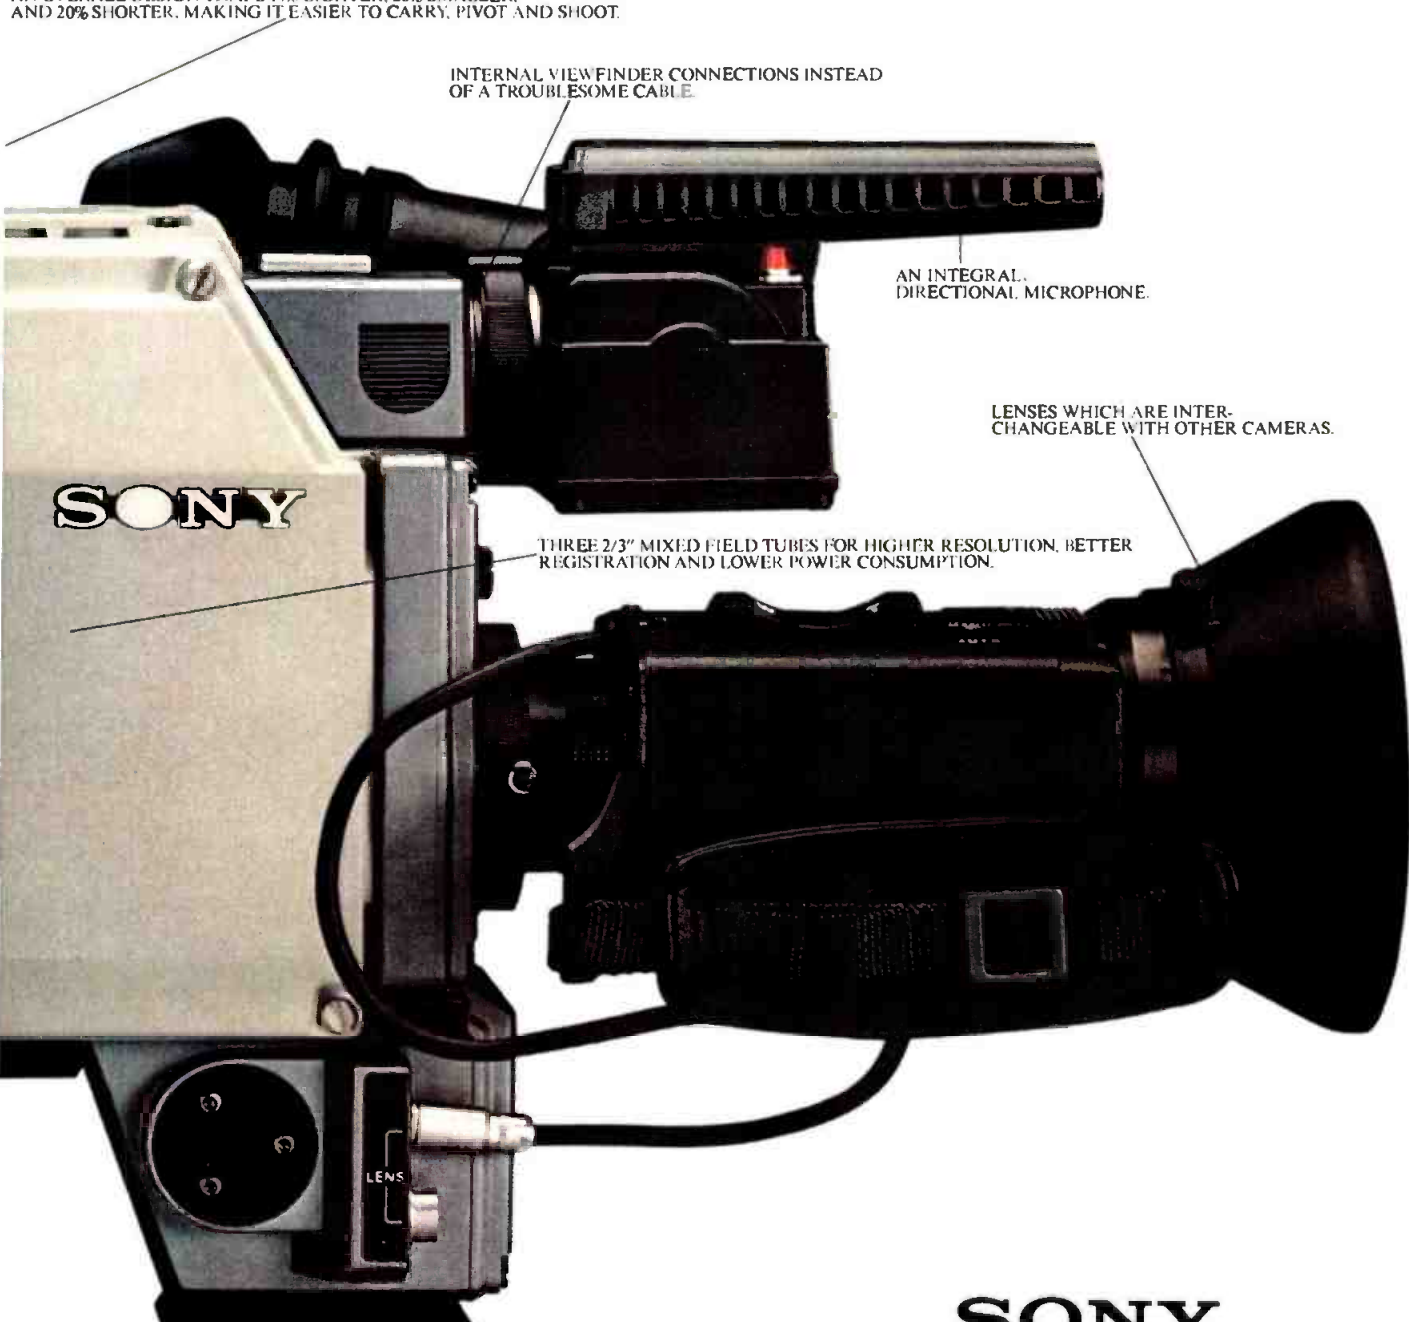 AND 20% SHORTER, MAKING IT EASIER TO CARRY, PIVOT AND SHOOT.
INTERNAL VIEWFINDER CONNECTIONS INSTEAD
OF A TROUBLESOME CABLE.
AN INTEGRAL,
DIRECTIONAL MICROPHONE.
LENSES WHICH ARE INTER-
CHANGEABLE WITH OTHER CAMERAS.
SONY
THREE 2/3" MIXED FIELD TUBES FOR HIGHER RESOLUTION, BETTER
REGISTRATION AND LOWER POWER CONSUMPTION.
LENS
SONY